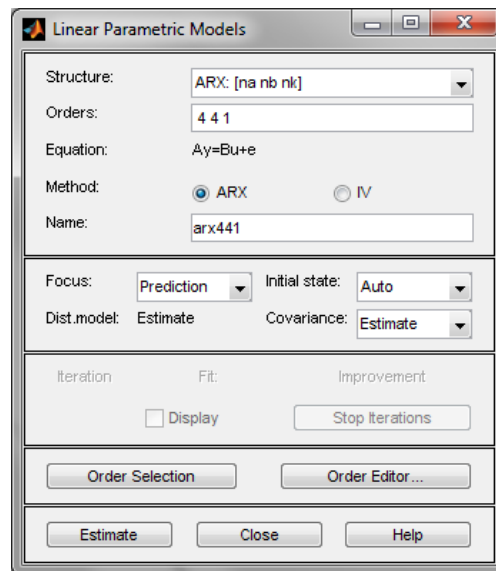 Linear Parametric Models
Structure: ARX: [na nb nk]
Orders: 4 4 1
Equation: Ay=Bu+e
Method: ARX IV
Name: arx441
Focus: Prediction Initial state: Auto
Dist.model: Estimate Covariance: Estimate
Iteration Fit: Improvement
Display Stop Iterations
Order Selection Order Editor...
Estimate Close Help